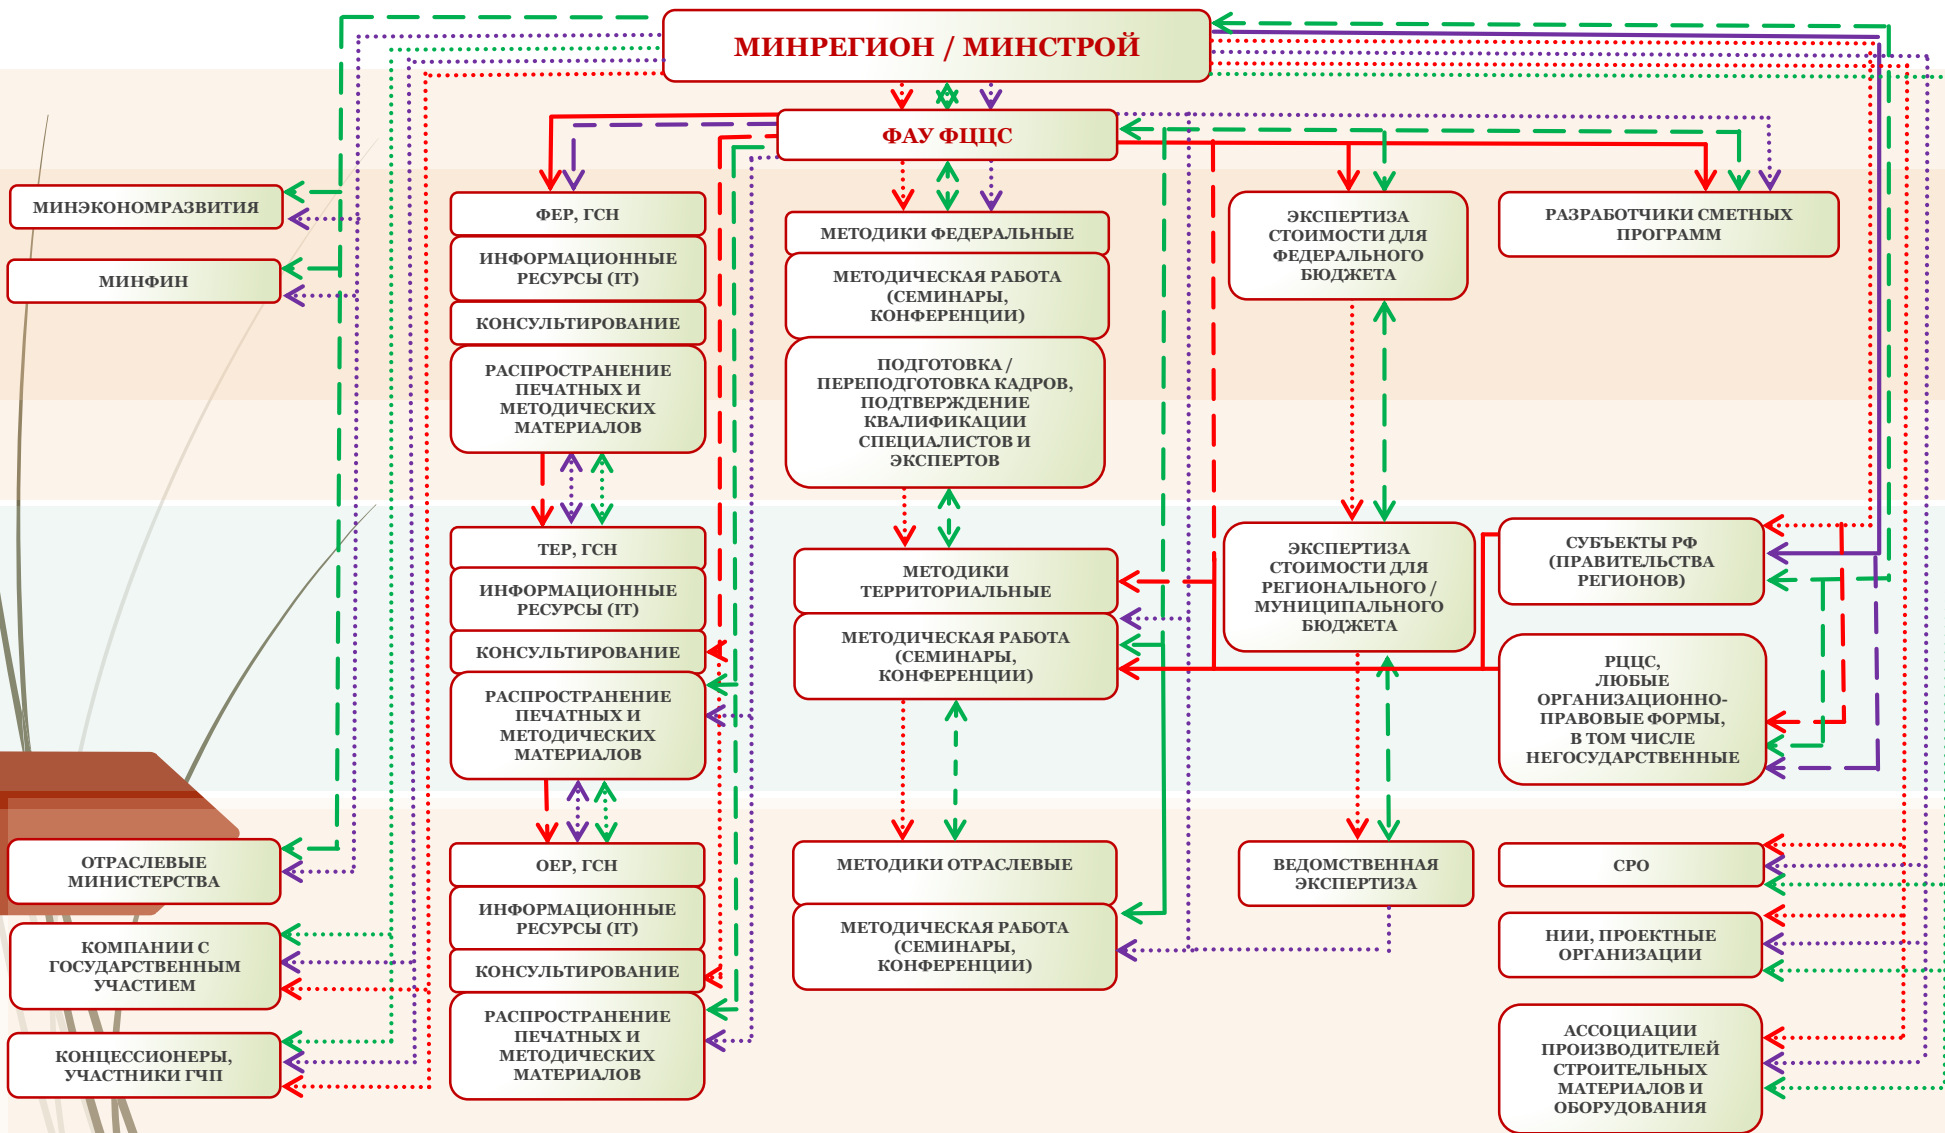 МИНРЕГИОН / МИНСТРОЙ
ФАУ ФЦЦС
МИНЭКОНОМРАЗВИТИЯ
МИНФИН
ОТРАСЛЕВЫЕ
МИНИСТЕРСТВА
КОМПАНИИ С
ГОСУДАРСТВЕННЫМ
УЧАСТИЕМ
КОНЦЕССИОНЕРЫ,
УЧАСТНИКИ ГЧП
ФЕР, ГСН
ИНФОРМАЦИОННЫЕ
РЕСУРСЫ (IT)
КОНСУЛЬТИРОВАНИЕ
РАСПРОСТРАНЕНИЕ
ПЕЧАТНЫХ И
МЕТОДИЧЕСКИХ
МАТЕРИАЛОВ
ТЕР, ГСН
ИНФОРМАЦИОННЫЕ
РЕСУРСЫ (IT)
КОНСУЛЬТИРОВАНИЕ
РАСПРОСТРАНЕНИЕ
ПЕЧАТНЫХ И
МЕТОДИЧЕСКИХ
МАТЕРИАЛОВ
ОЕР, ГСН
ИНФОРМАЦИОННЫЕ
РЕСУРСЫ (IT)
КОНСУЛЬТИРОВАНИЕ
РАСПРОСТРАНЕНИЕ
ПЕЧАТНЫХ И
МЕТОДИЧЕСКИХ
МАТЕРИАЛОВ
МЕТОДИКИ ФЕДЕРАЛЬНЫЕ
МЕТОДИЧЕСКАЯ РАБОТА
(СЕМИНАРЫ,
КОНФЕРЕНЦИИ)
ПОДГОТОВКА /
ПЕРЕПОДГОТОВКА КАДРОВ,
ПОДТВЕРЖДЕНИЕ
КВАЛИФИКАЦИИ
СПЕЦИАЛИСТОВ И
ЭКСПЕРТОВ
МЕТОДИКИ
ТЕРРИТОРИАЛЬНЫЕ
МЕТОДИЧЕСКАЯ РАБОТА
(СЕМИНАРЫ,
КОНФЕРЕНЦИИ)
МЕТОДИКИ ОТРАСЛЕВЫЕ
МЕТОДИЧЕСКАЯ РАБОТА
(СЕМИНАРЫ,
КОНФЕРЕНЦИИ)
ЭКСПЕРТИЗА
СТОИМОСТИ ДЛЯ
ФЕДЕРАЛЬНОГО
БЮДЖЕТА
ЭКСПЕРТИЗА
СТОИМОСТИ ДЛЯ
РЕГИОНАЛЬНОГО /
МУНИЦИПАЛЬНОГО
БЮДЖЕТА
ВЕДОМСТВЕННАЯ
ЭКСПЕРТИЗА
РАЗРАБОТЧИКИ СМЕТНЫХ
ПРОГРАММ
СУБЪЕКТЫ РФ
(ПРАВИТЕЛЬСТВА
РЕГИОНОВ)
РЦЦС,
ЛЮБЫЕ
ОРГАНИЗАЦИОННО-
ПРАВОВЫЕ ФОРМЫ,
В ТОМ ЧИСЛЕ
НЕГОСУДАРСТВЕННЫЕ
СРО
НИИ, ПРОЕКТНЫЕ
ОРГАНИЗАЦИИ
АССОЦИАЦИИ
ПРОИЗВОДИТЕЛЕЙ
СТРОИТЕЛЬНЫХ
МАТЕРИАЛОВ И
ОБОРУДОВАНИЯ